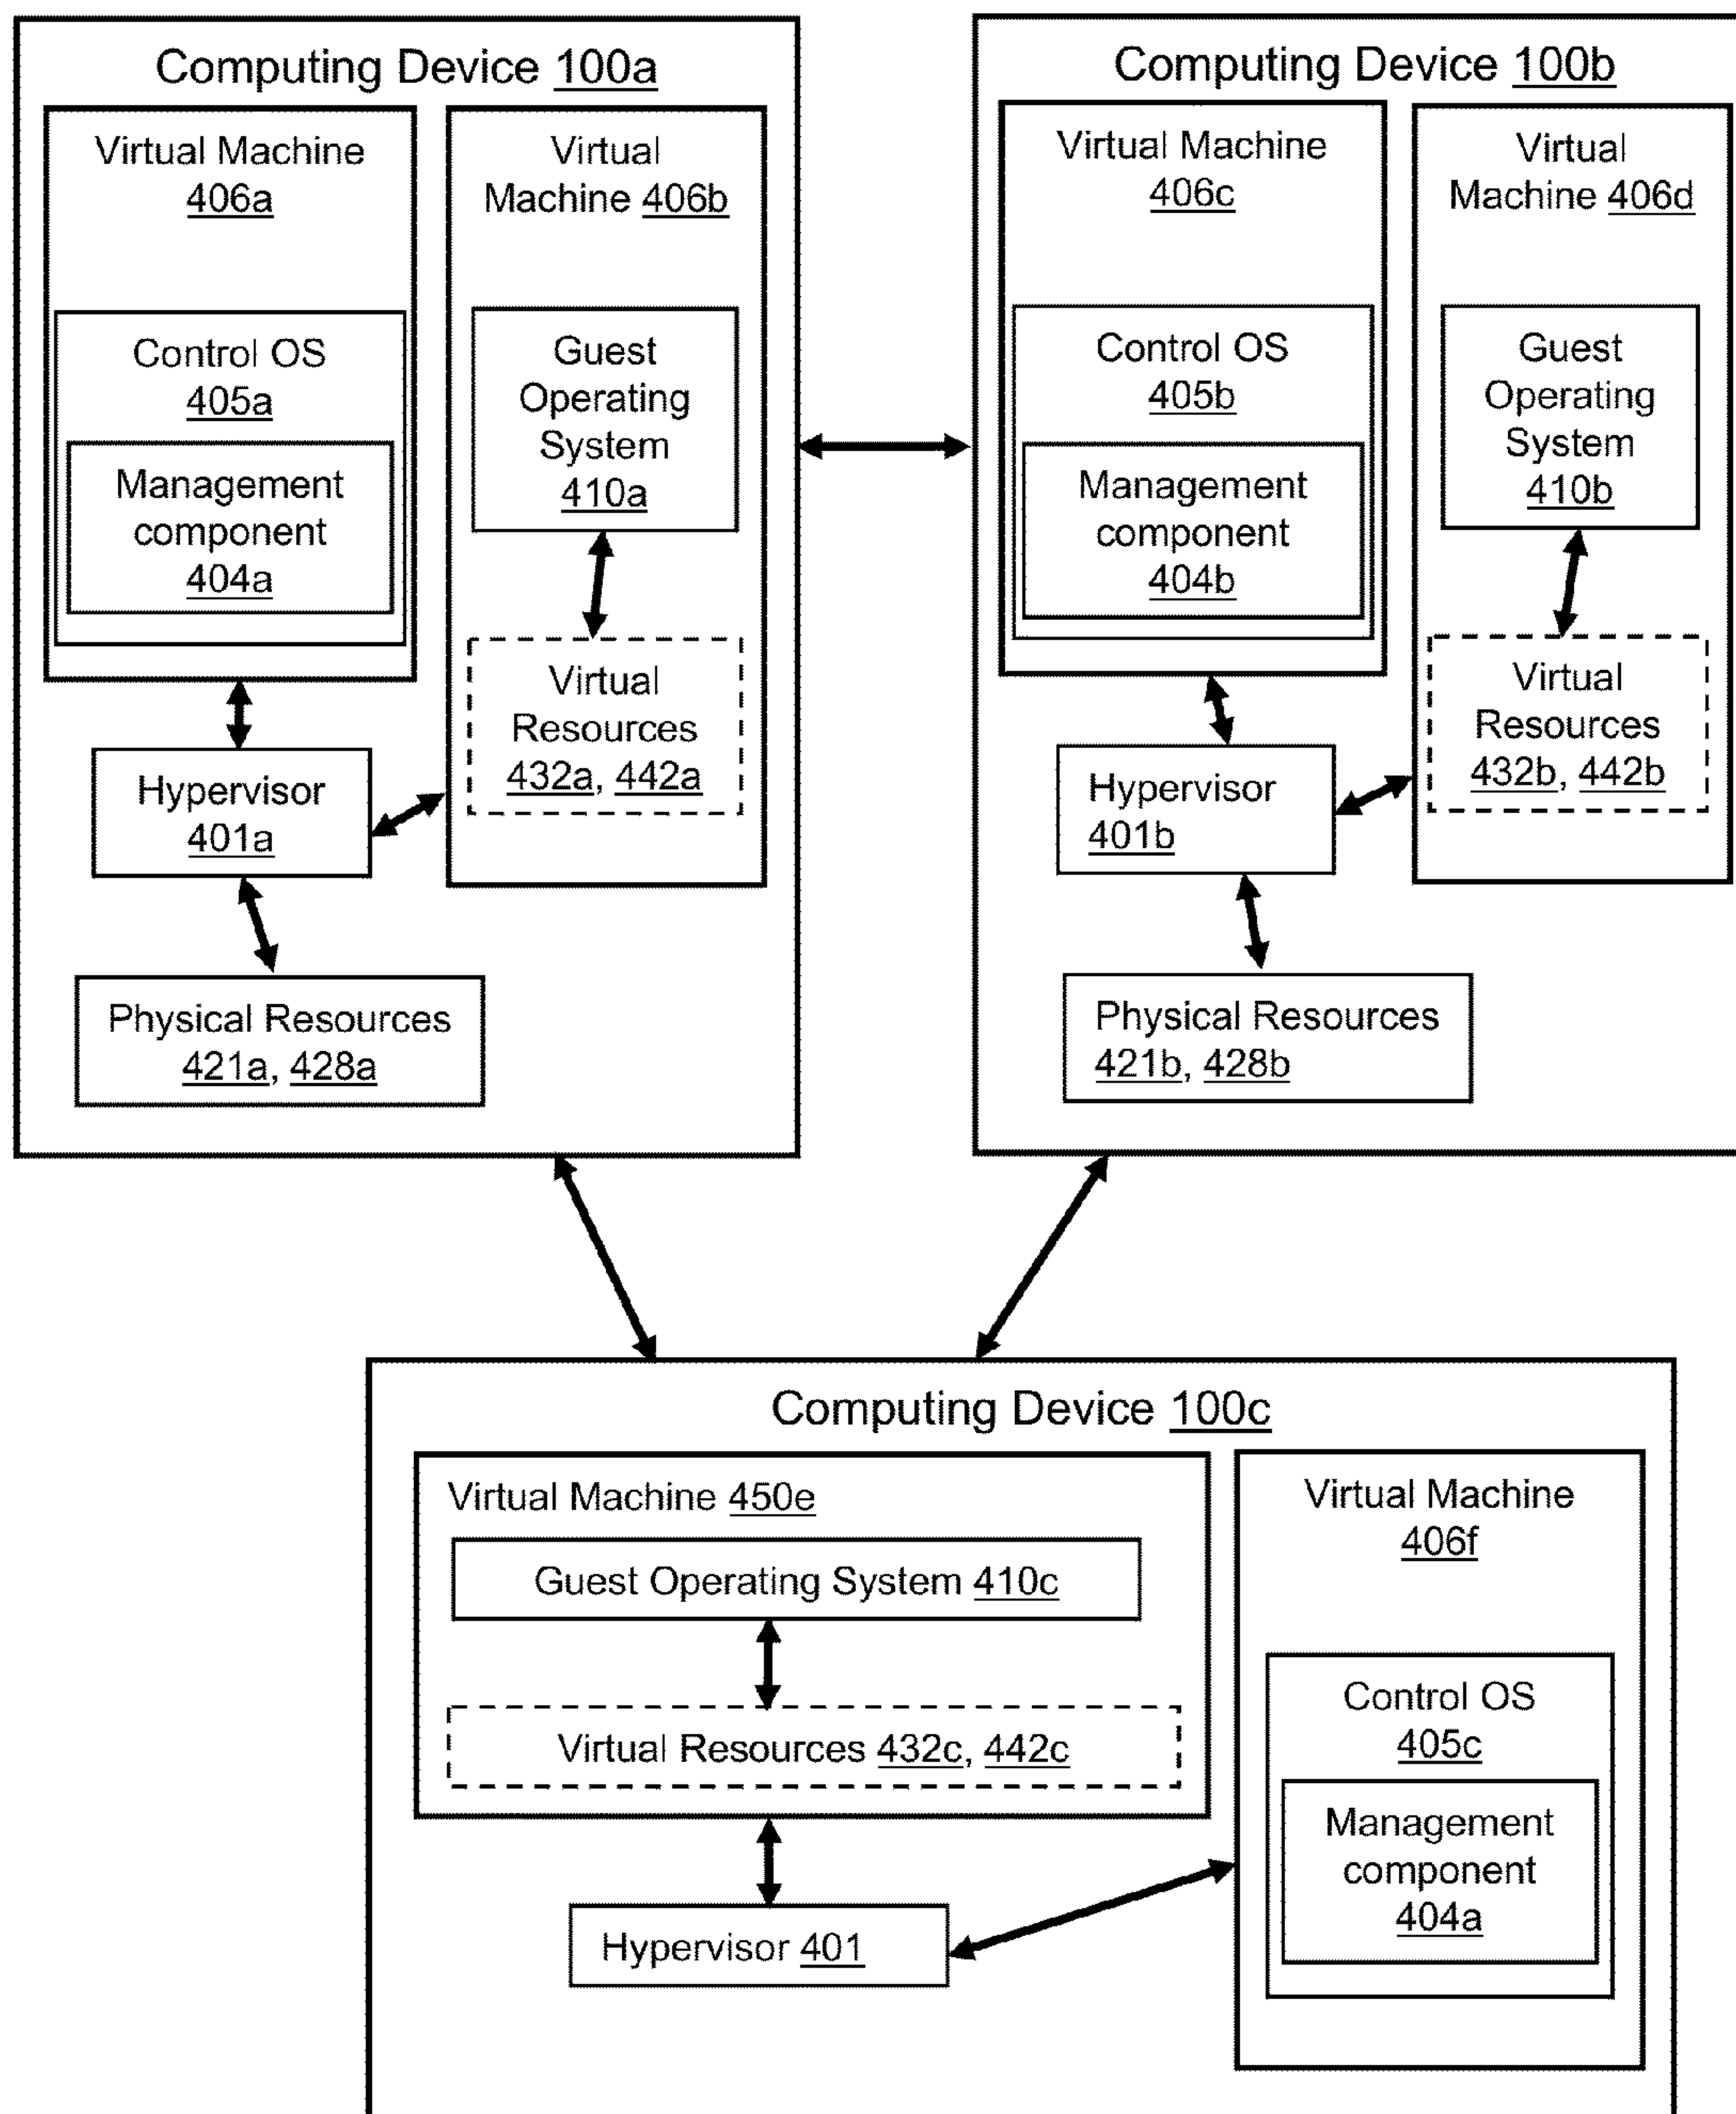 Computing Device 100a
Virtual Machine
406a
Control OS
405a
Management
component
404a
Virtual
Machine 406b
Guest
Operating
System
410a
Virtual
Resources
432a, 442a
Hypervisor
401a
Physical Resources
421a, 428a
Computing Device 100b
Virtual Machine
406c
Control OS
405b
Management
component
404b
Virtual
Machine 406d
Guest
Operating
System
410b
Virtual
Resources
432b, 442b
Hypervisor
401b
Physical Resources
421b, 428b
Computing Device 100c
Virtual Machine 450e
Guest Operating System 410c
Virtual Resources 432c, 442c
Hypervisor 401
Virtual Machine
406f
Control OS
405c
Management
component
404a